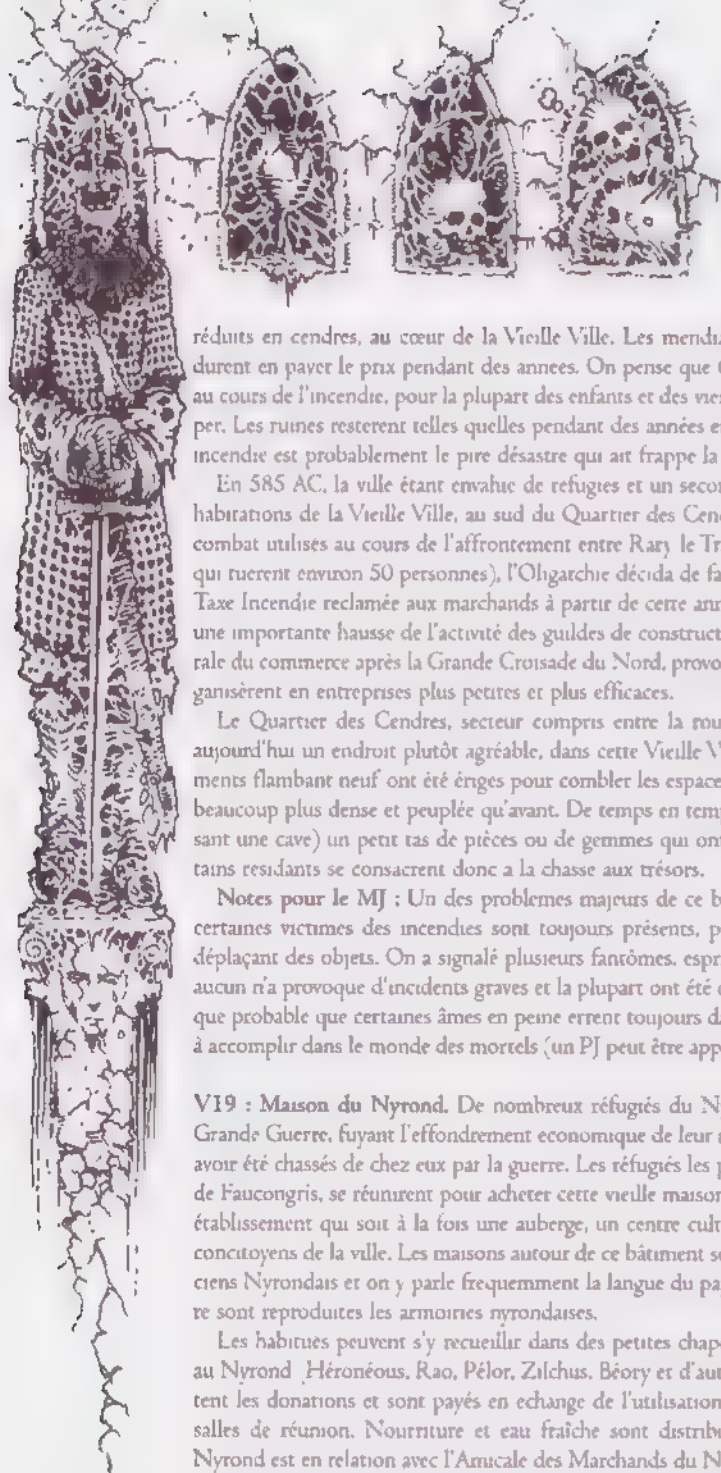 réduits en cendres, au cœur de la Vieille Ville. Les mendi
durent en payer le prix pendant des annees. On pense que
au cours de l'incendie, pour la plupart des enfants et des vie
per. Les ruines resterent telles quelles pendant des années e
incendie est probablement le pire désastre qui ait frappe la
En 585 AC, la ville étant envahie de refugies et un secon
habitations de la Vieille Ville, au sud du Quartier des Cend
combat utilisés au cours de l'affrontement entre Rary le Tr
qui tuerent environ 50 personnes), l'Oligarchie décida de fa
Taxe Incendie reclamée aux marchands à partir de cette ann
une importante hausse de l'activité des guildes de construct
rale du commerce après la Grande Croisade du Nord, provo
ganisèrent en entreprises plus petites et plus efficaces.
Le Quartier des Cendres, secteur compris entre la rou
aujourd'hui un endroit plutôt agréable, dans cette Vieille V
ments flambant neuf ont été érigés pour combler les espace
beaucoup plus dense et peuplée qu'avant. De temps en tem
sant une cave) un petit tas de pièces ou de gemmes qui on
tains residants se consacrent donc a la chasse aux trésors.
Notes pour le MJ : Un des problemes majeurs de ce b
certaines victimes des incendies sont toujours présents, p
déplaçant des objets. On a signalé plusieurs fantômes, espr
aucun n'a provoque d'incidents graves et la plupart ont été
que probable que certaines âmes en peine errent toujours da
à accomplir dans le monde des mortels (un PJ peut être app
V19 : Maison du Nyrond. De nombreux réfugiés du N
Grande Guerre, fuyant l'effondrement economique de leur
avoir été chassés de chez eux par la guerre. Les réfugiés les p
de Faucongris, se réunirent pour acheter cette vieille maison
établissement qui soit à la fois une auberge, un centre cult
concitoyens de la ville. Les maisons autour de ce bâtiment s
ciens Nyrondais et on y parle frequemment la langue du pa
re sont reproduites les armoiries nyrondaises.
Les habitués peuvent s'y recueillir dans des petites chap
au Nyrond Héronéous, Rao, Pélor, Zilchus, Béory et d'aut
tent les donations et sont payés en echange de l'utilisation
salles de réunion. Nourriture et eau fraîche sont distrib
Nyrond est en relation avec l'Amicale des Marchands du N